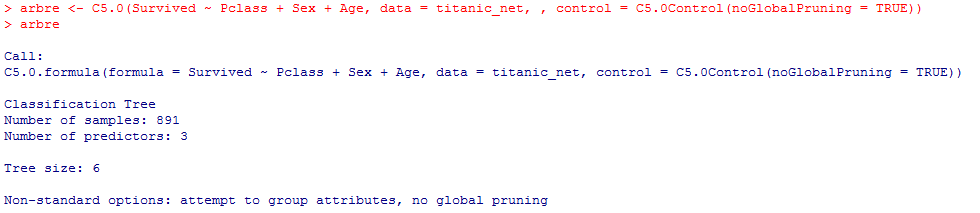 > arbre <- C5.0(Survived ~ Pclass + Sex + Age, data = titanic_net, , control = C5.0Control(noGlobalPruning = TRUE))
> arbre
Call:
C5.0.formula(formula = Survived ~ Pclass + Sex + Age, data = titanic_net, control = C5.0Control(noGlobalPruning = TRUE))
Classification Tree
Number of samples: 891
Number of predictors: 3
Tree size: 6
Non-standard options: attempt to group attributes, no global pruning